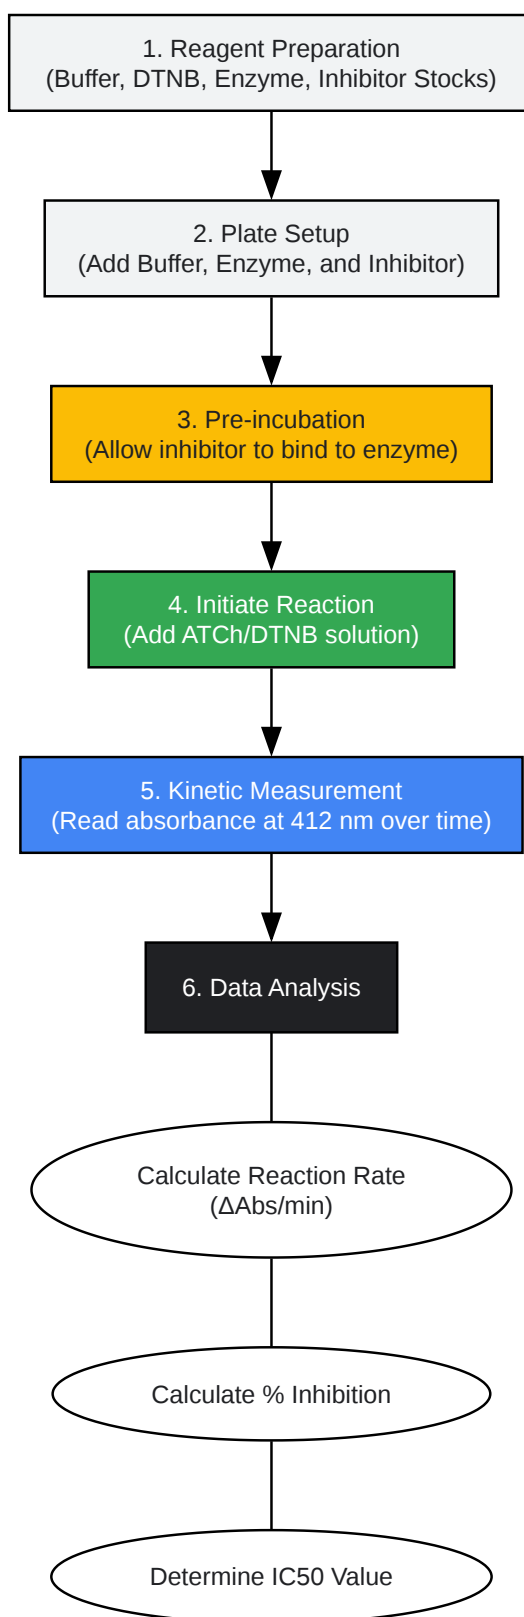 1. Reagent Preparation
(Buffer, DTNB, Enzyme, Inhibitor Stocks)
2. Plate Setup
(Add Buffer, Enzyme, and Inhibitor)
3. Pre-incubation
(Allow inhibitor to bind to enzyme)
4. Initiate Reaction
(Add ATCh/DTNB solution)
5. Kinetic Measurement
(Read absorbance at 412 nm over time)
6. Data Analysis
Calculate Reaction Rate
(ΔAbs/min)
Calculate % Inhibition
Determine IC50 Value